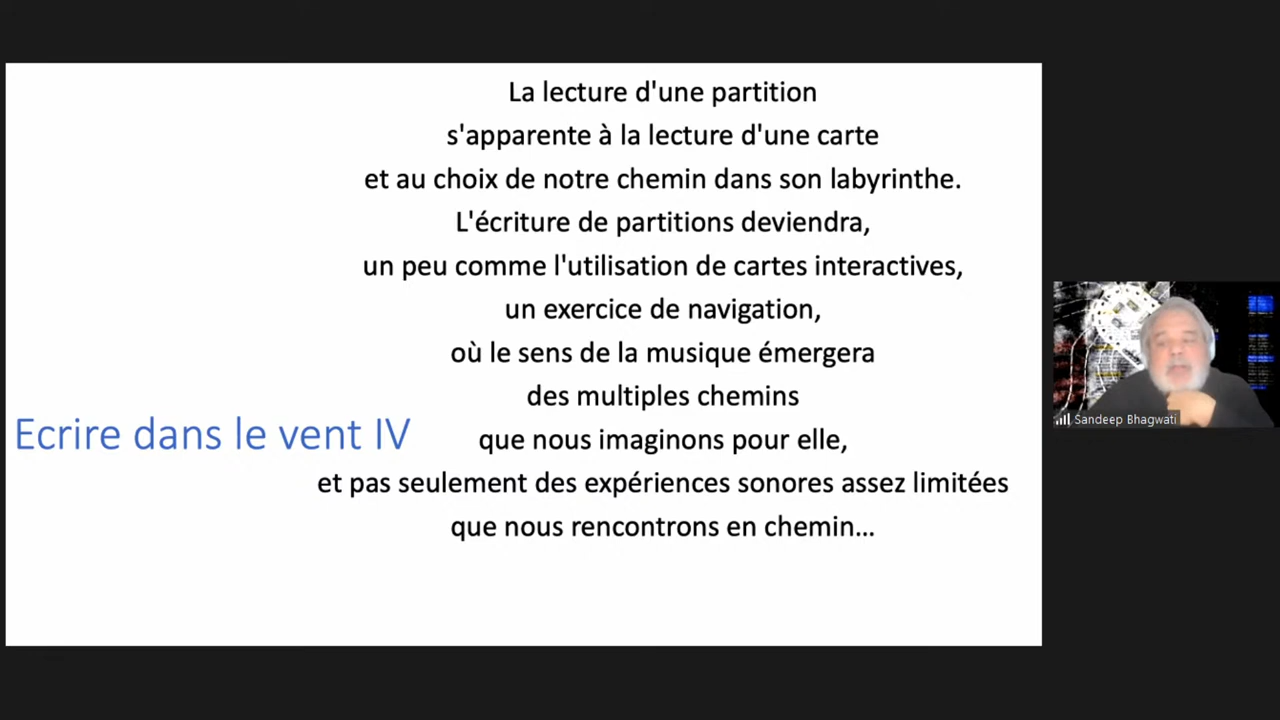 La lecture d'une partition
s'apparente à la lecture d'une carte
et au choix de notre chemin dans son labyrinthe.
L'écriture de partitions deviendra,
un peu comme l'utilisation de cartes interactives,
un exercice de navigation,
où le sens de la musique émergera
des multiples chemins
Ecrire dans le vent IV
que nous imaginons pour elle,
et pas seulement des expériences sonores assez limitées
que nous rencontrons en chemin...
Sandeep Bhagwati